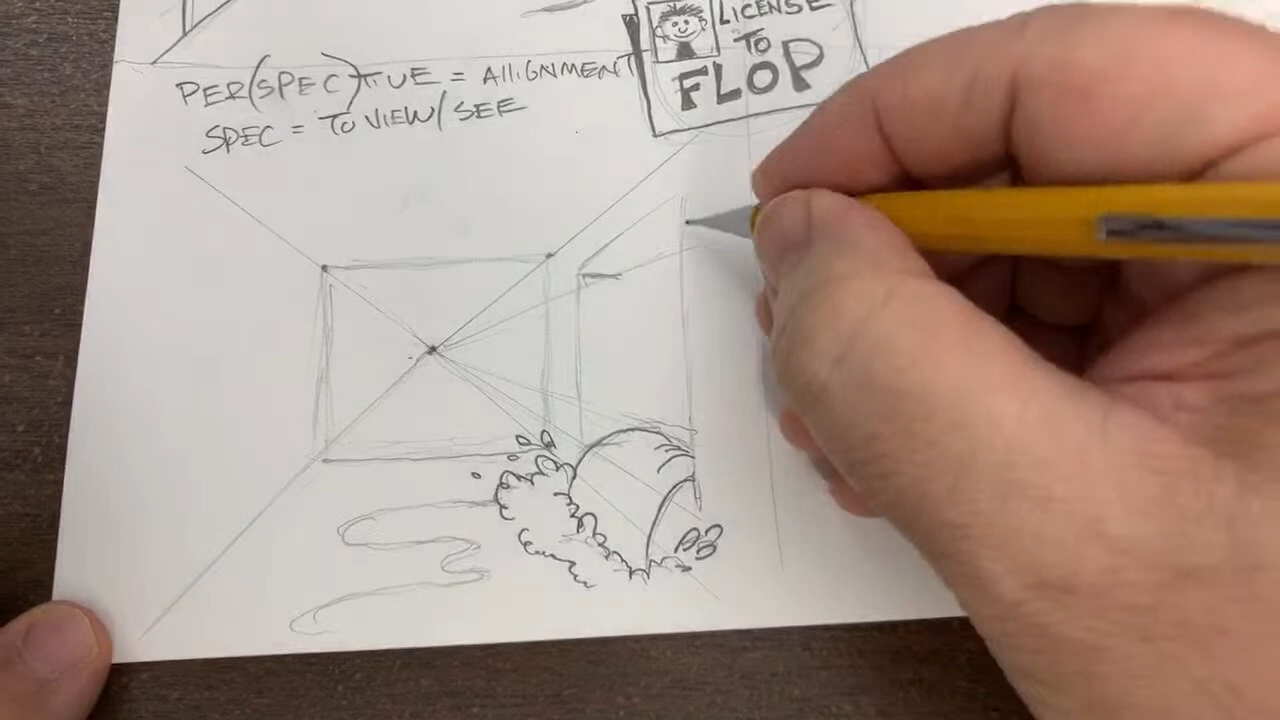 PER(SPEC)TIVE = AllIGNMENT
SPEC = TO VIEW/SEE
LICENSE
TO
FLOP